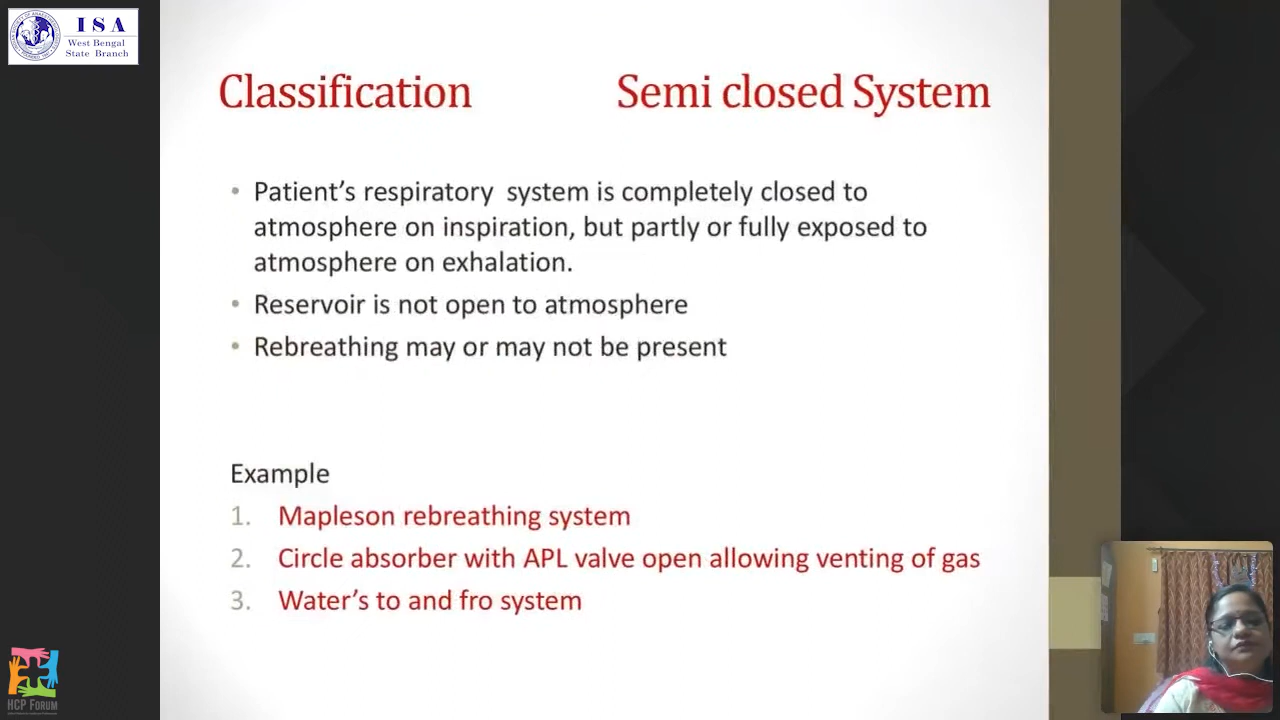 ISA
West Bengal
State Branch
Classification Semi closed System
• Patient's respiratory system is completely closed to
atmosphere on inspiration, but partly or fully exposed to
atmosphere on exhalation.
• Reservoir is not open to atmosphere
• Rebreathing may or may not be present
Example
1. Mapleson rebreathing system
2. Circle absorber with APL valve open allowing venting of gas
3. Water's to and fro system
HCP FORUM